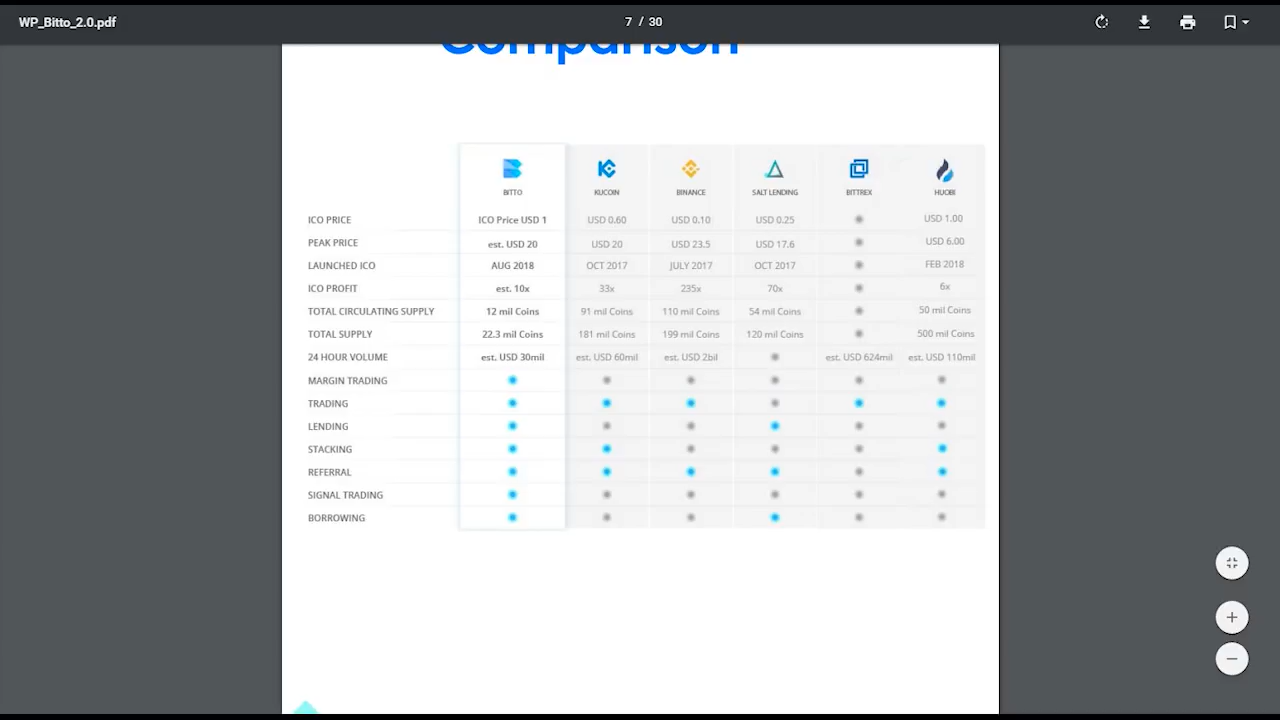 WP_Bitto_2.0.pdf
7 / 30
Comparison
BITTO KUCOIN BINANCE SALT LENDING BITTREX HUOBI
ICO PRICE ICO Price USD 1 USD 0.60 USD 0.10 USD 0.25 USD 1.00
PEAK PRICE est. USD 20 USD 20 USD 23.5 USD 17.6 USD 6.00
LAUNCHED ICO AUG 2018 OCT 2017 JULY 2017 OCT 2017 FEB 2018
ICO PROFIT est. 10x 33x 235x 70x 6x
TOTAL CIRCULATING SUPPLY 12 mil Coins 91 mil Coins 110 mil Coins 54 mil Coins 50 mil Coins
TOTAL SUPPLY 22.3 mil Coins 181 mil Coins 199 mil Coins 120 mil Coins 500 mil Coins
24 HOUR VOLUME est. USD 30mil est. USD 60mil est. USD 2bil est. USD 624mil est. USD 110mil
MARGIN TRADING
TRADING
LENDING
STACKING
REFERRAL
SIGNAL TRADING
BORROWING